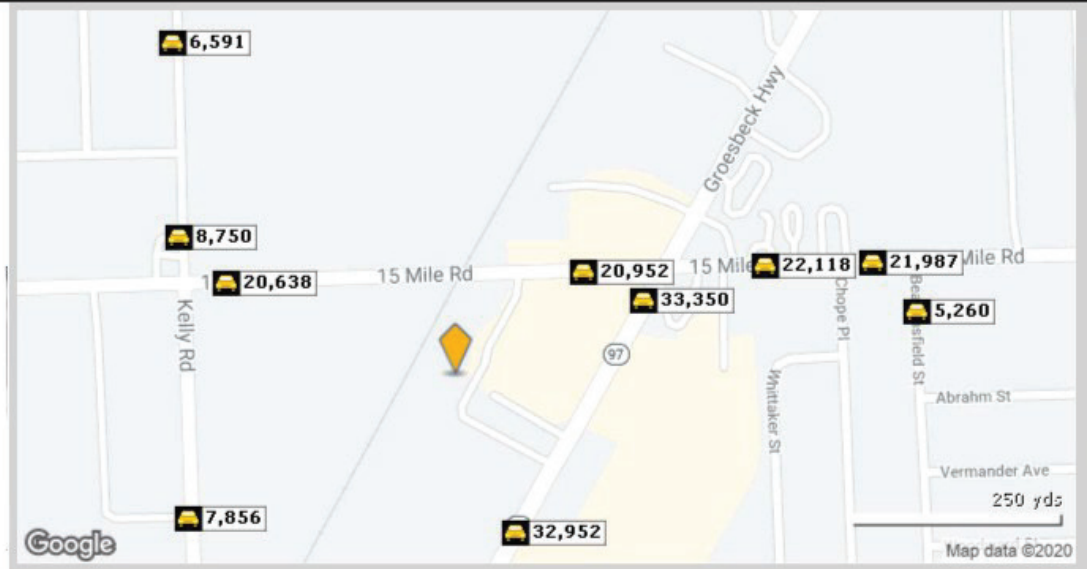 6,591
Groesbeck Hwy
8,750
15 Mile Rd
20,638
20,952
15 Mile
22,118
21,987
Mile Rd
33,350
5,260
Kelly Rd
97
Chope Pl
Whittaker St
Abrahm St
Vermander Ave
250 yds
7,856
32,952
Google
Map data ©2020